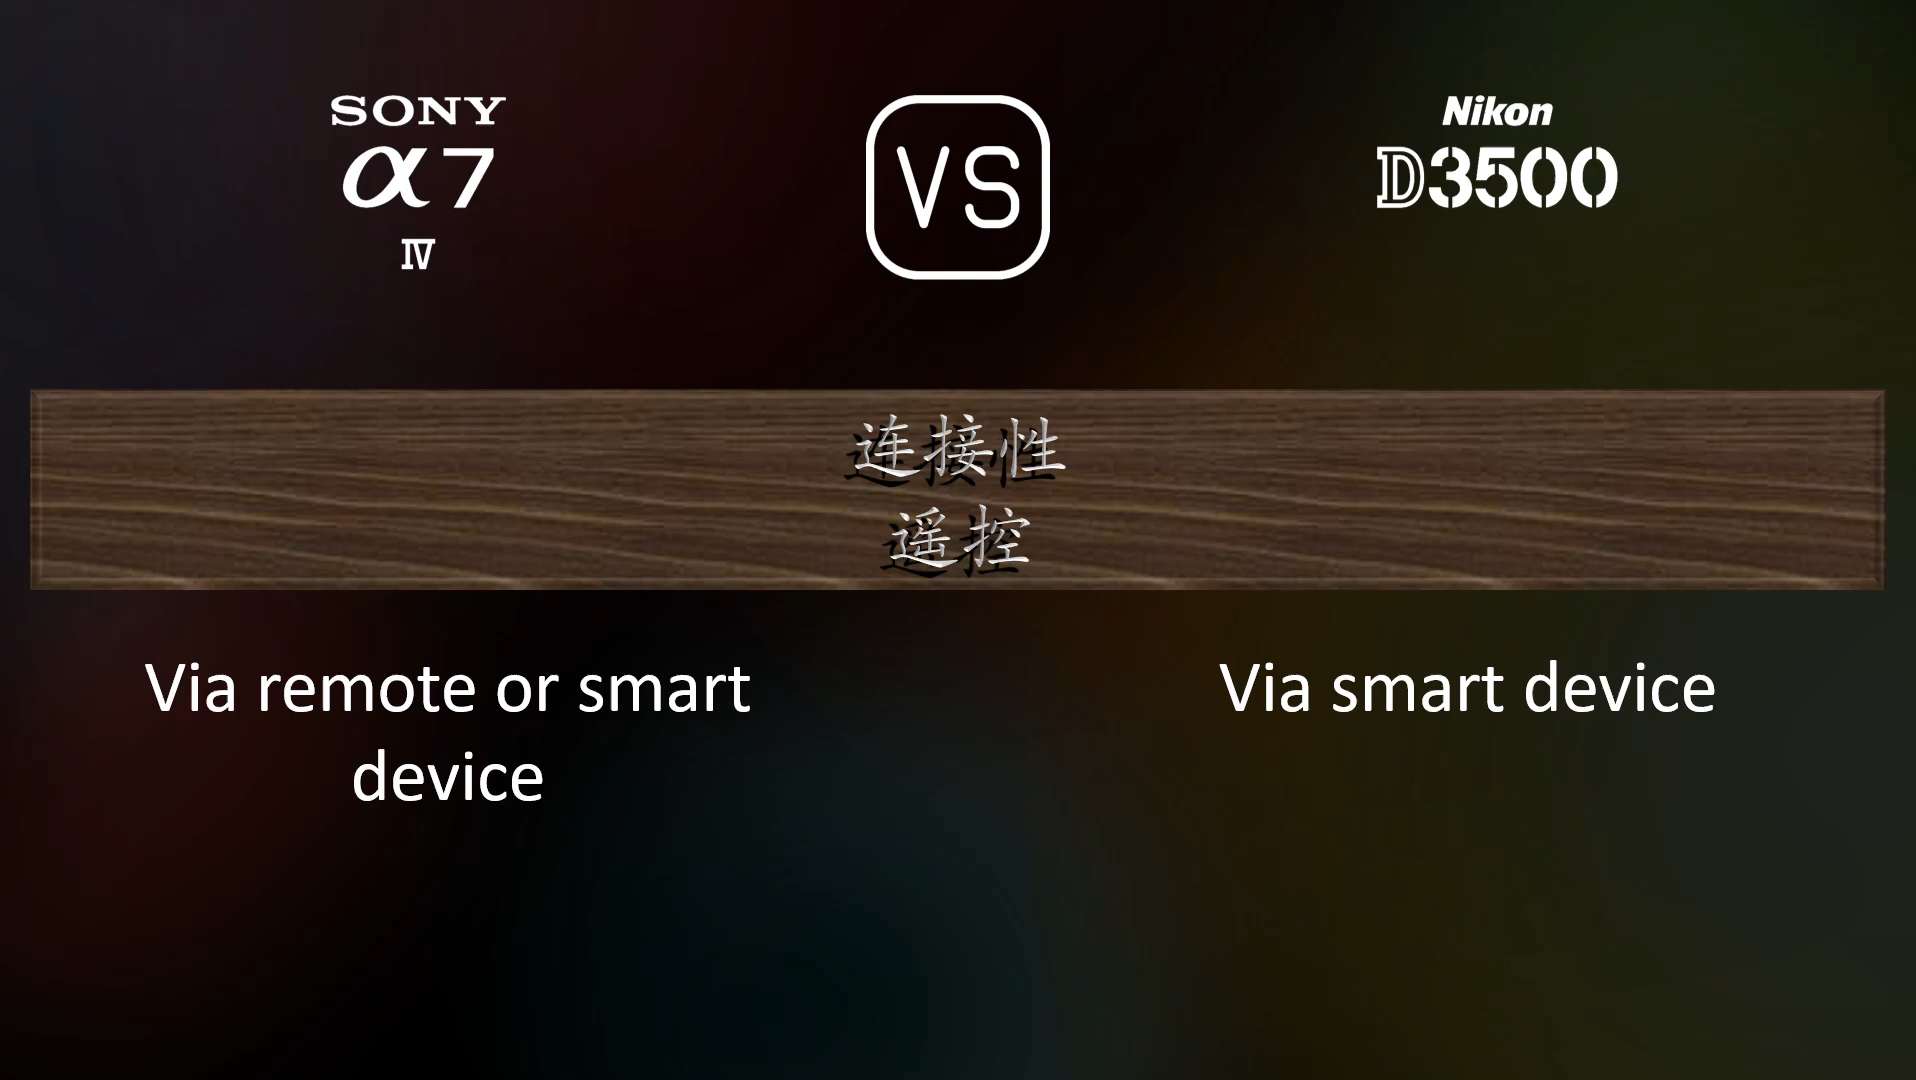 SONY
α7
IV
VS
Nikon
D3500
连接性
遥控
Via remote or smart
device
Via smart device